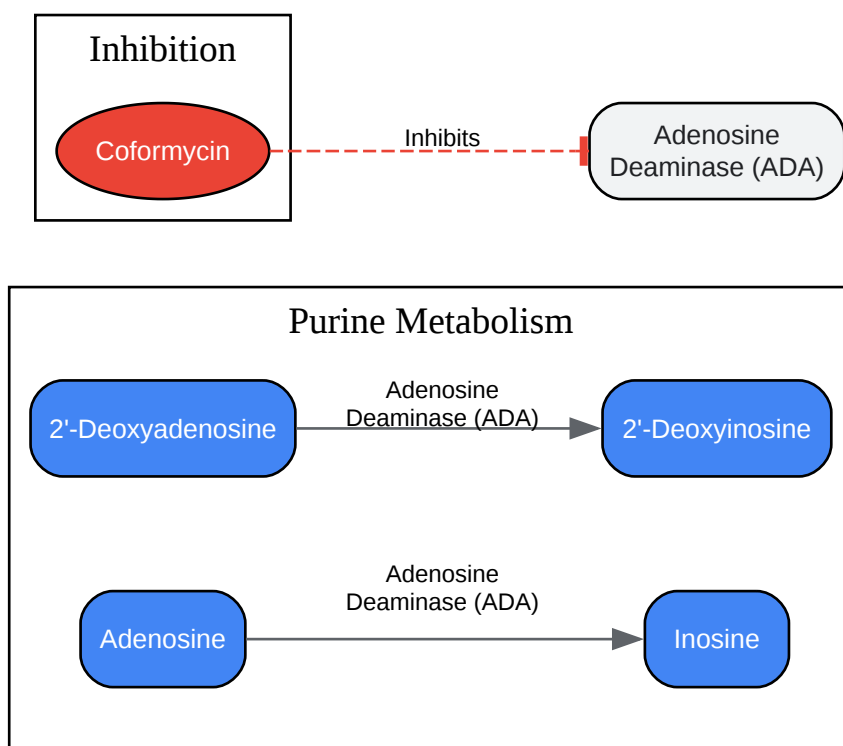 Inhibition
Coformycin
Inhibits
Adenosine
Deaminase (ADA)
Purine Metabolism
2'-Deoxyadenosine
Adenosine
Deaminase (ADA)
2'-Deoxyinosine
Adenosine
Adenosine
Deaminase (ADA)
Inosine